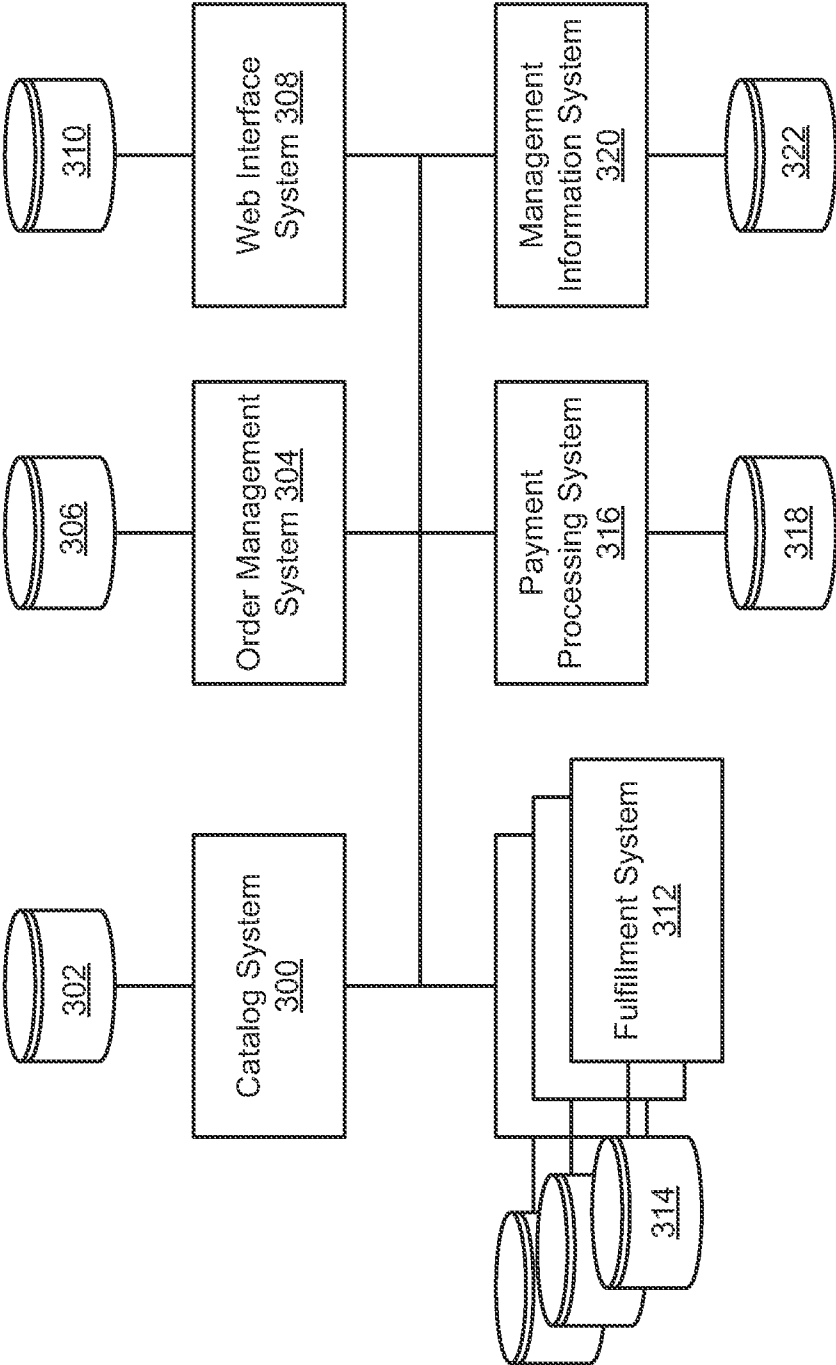 302
306
310
Catalog System
300
Order Management
System 304
Web Interface
System 308
Fulfillment System
312
Payment
Processing System
316
Management
Information System
320
314
318
322